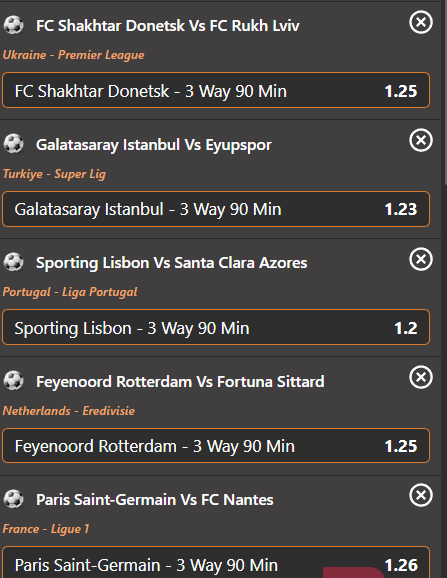 FC Shakhtar Donetsk Vs FC Rukh Lviv
Ukraine - Premier League
FC Shakhtar Donetsk - 3 Way 90 Min 1.25
Galatasaray Istanbul Vs Eyupspor
Turkiye - Super Lig
Galatasaray Istanbul - 3 Way 90 Min 1.23
Sporting Lisbon Vs Santa Clara Azores
Portugal - Liga Portugal
Sporting Lisbon - 3 Way 90 Min 1.2
Feyenoord Rotterdam Vs Fortuna Sittard
Netherlands - Eredivisie
Feyenoord Rotterdam - 3 Way 90 Min 1.25
Paris Saint-Germain Vs FC Nantes
France - Ligue 1
Paris Saint-Germain - 3 Way 90 Min 1.26